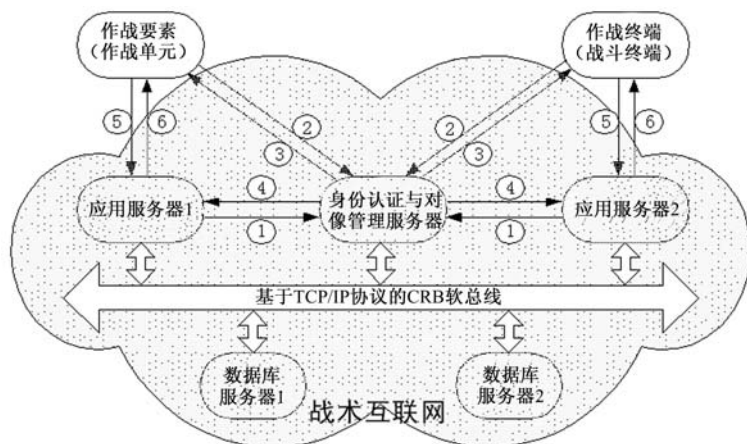 作战要素
（作战单元）
作战终端
（战斗终端）
②
②
⑤
⑥
③
③
⑤
⑥
应用服务器1
④
①
身份认证与对
像管理服务器
④
①
应用服务器2
基于TCP/IP协议的CRB软总线
数据库
服务器1
数据库
服务器2
战术互联网